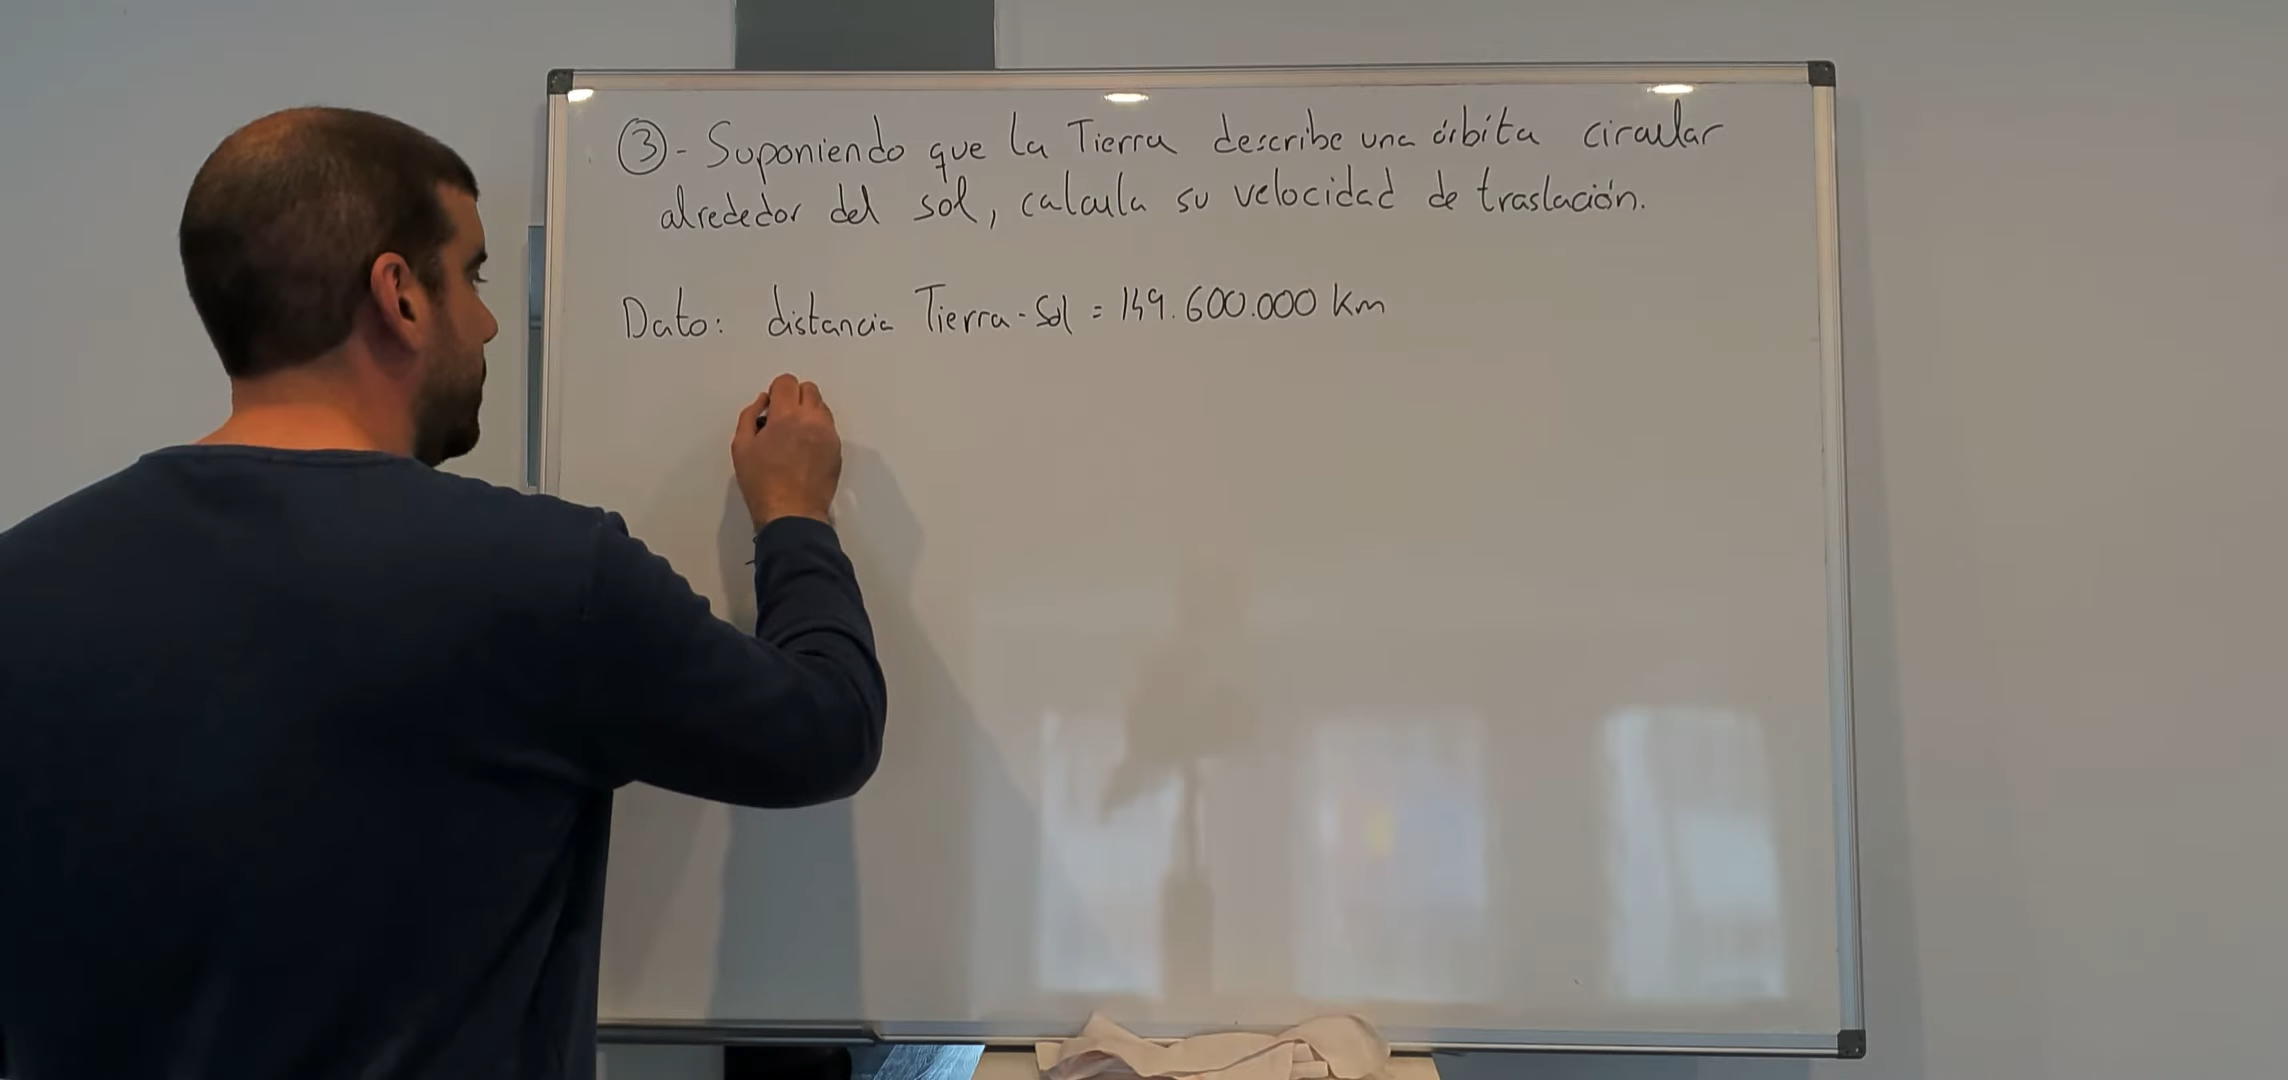 ③- Suponiendo que la Tierra describe una órbita circular
alrededor del sol, calcula su velocidad de traslación.
Dato: distancia Tierra-Sol = 149.600.000 km